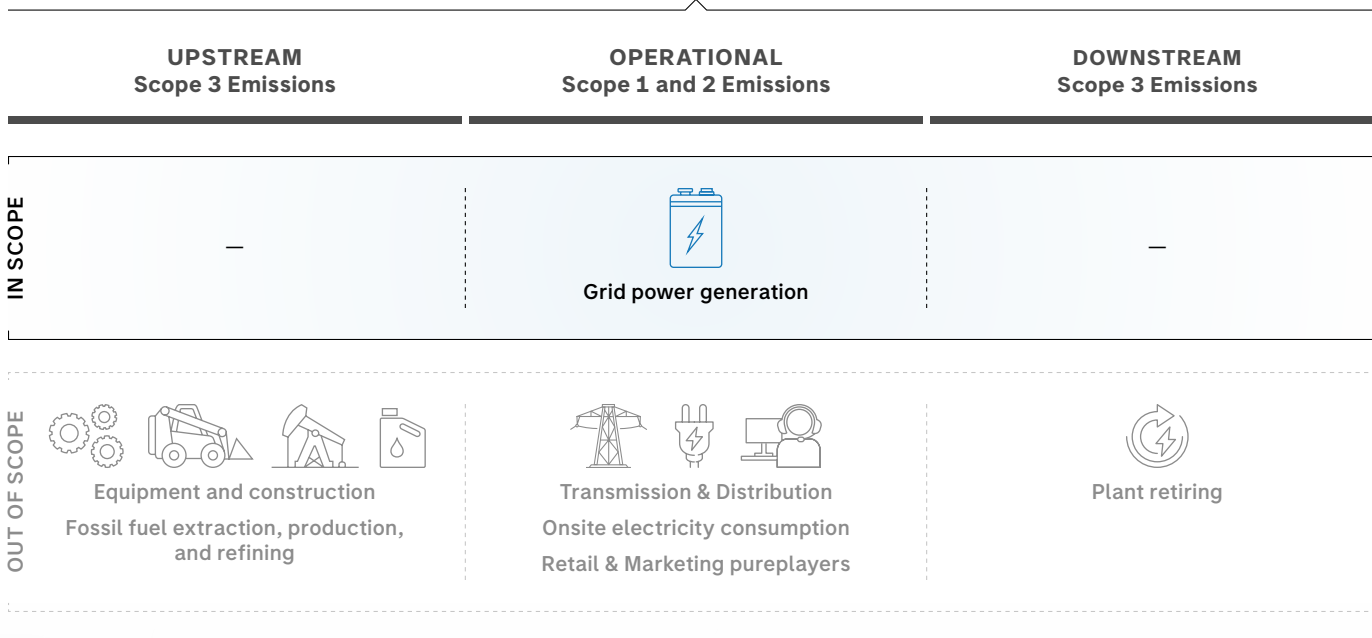 UPSTREAM
Scope 3 Emissions
OPERATIONAL
Scope 1 and 2 Emissions
DOWNSTREAM
Scope 3 Emissions
IN SCOPE
—
Grid power generation
—
OUT OF SCOPE
Equipment and construction
Fossil fuel extraction, production,
and refining
Transmission & Distribution
Onsite electricity consumption
Retail & Marketing pureplayers
Plant retiring